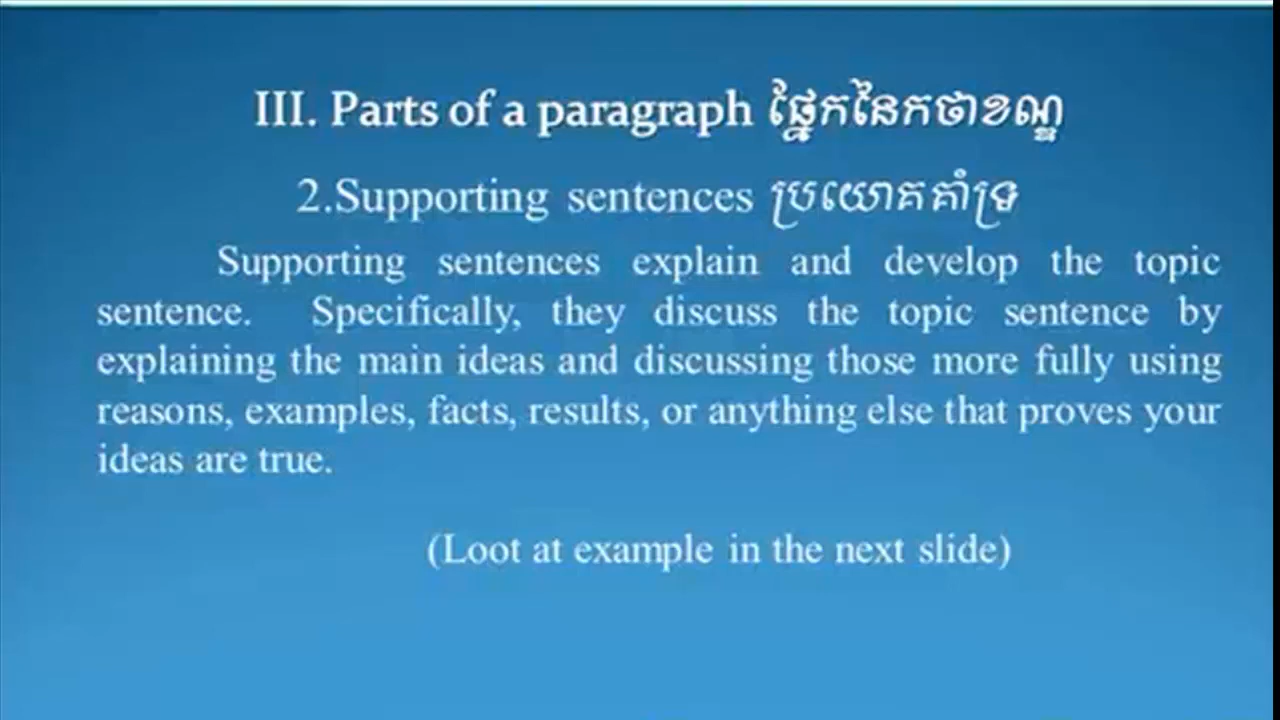 III. Parts of a paragraph ផ្នែកនៃកថាខណ្ឌ
2.Supporting sentences ប្រយោគគាំទ្រ
Supporting sentences explain and develop the topic
sentence. Specifically, they discuss the topic sentence by
explaining the main ideas and discussing those more fully using
reasons, examples, facts, results, or anything else that proves your
ideas are true.
(Loot at example in the next slide)